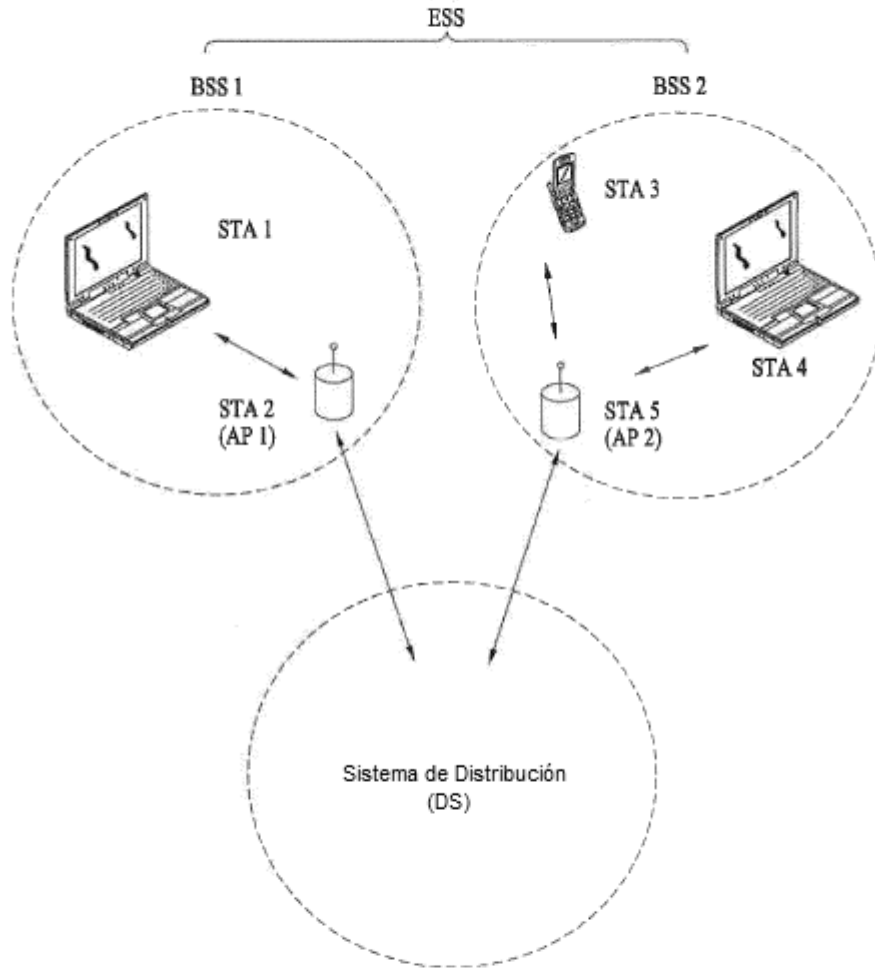 ESS
BSS 1
BSS 2
STA 1
STA 3
STA 4
STA 2
(AP 1)
STA 5
(AP 2)
Sistema de Distribución
(DS)